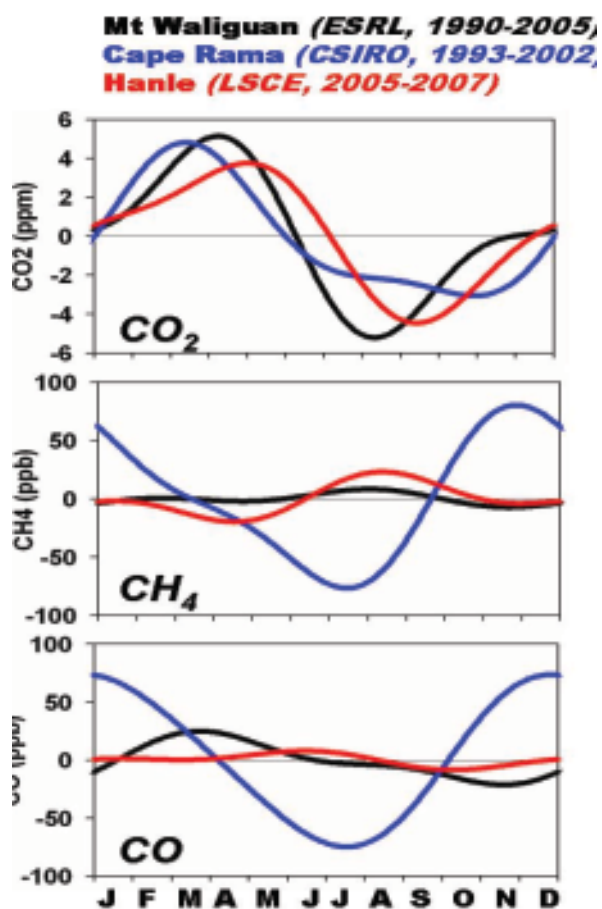 Mt Waliguan (ESRL, 1990-2005)
Cape Rama (CSIRO, 1993-2002)
Hanle (LSCE, 2005-2007)
6
4
2
0
-2
-4
-6
CO2 (ppm)
CO2
100
50
0
-50
-100
CH4 (ppb)
CH4
100
50
0
-50
-100
CO (ppb)
CO
J F M A M J J A S O N D